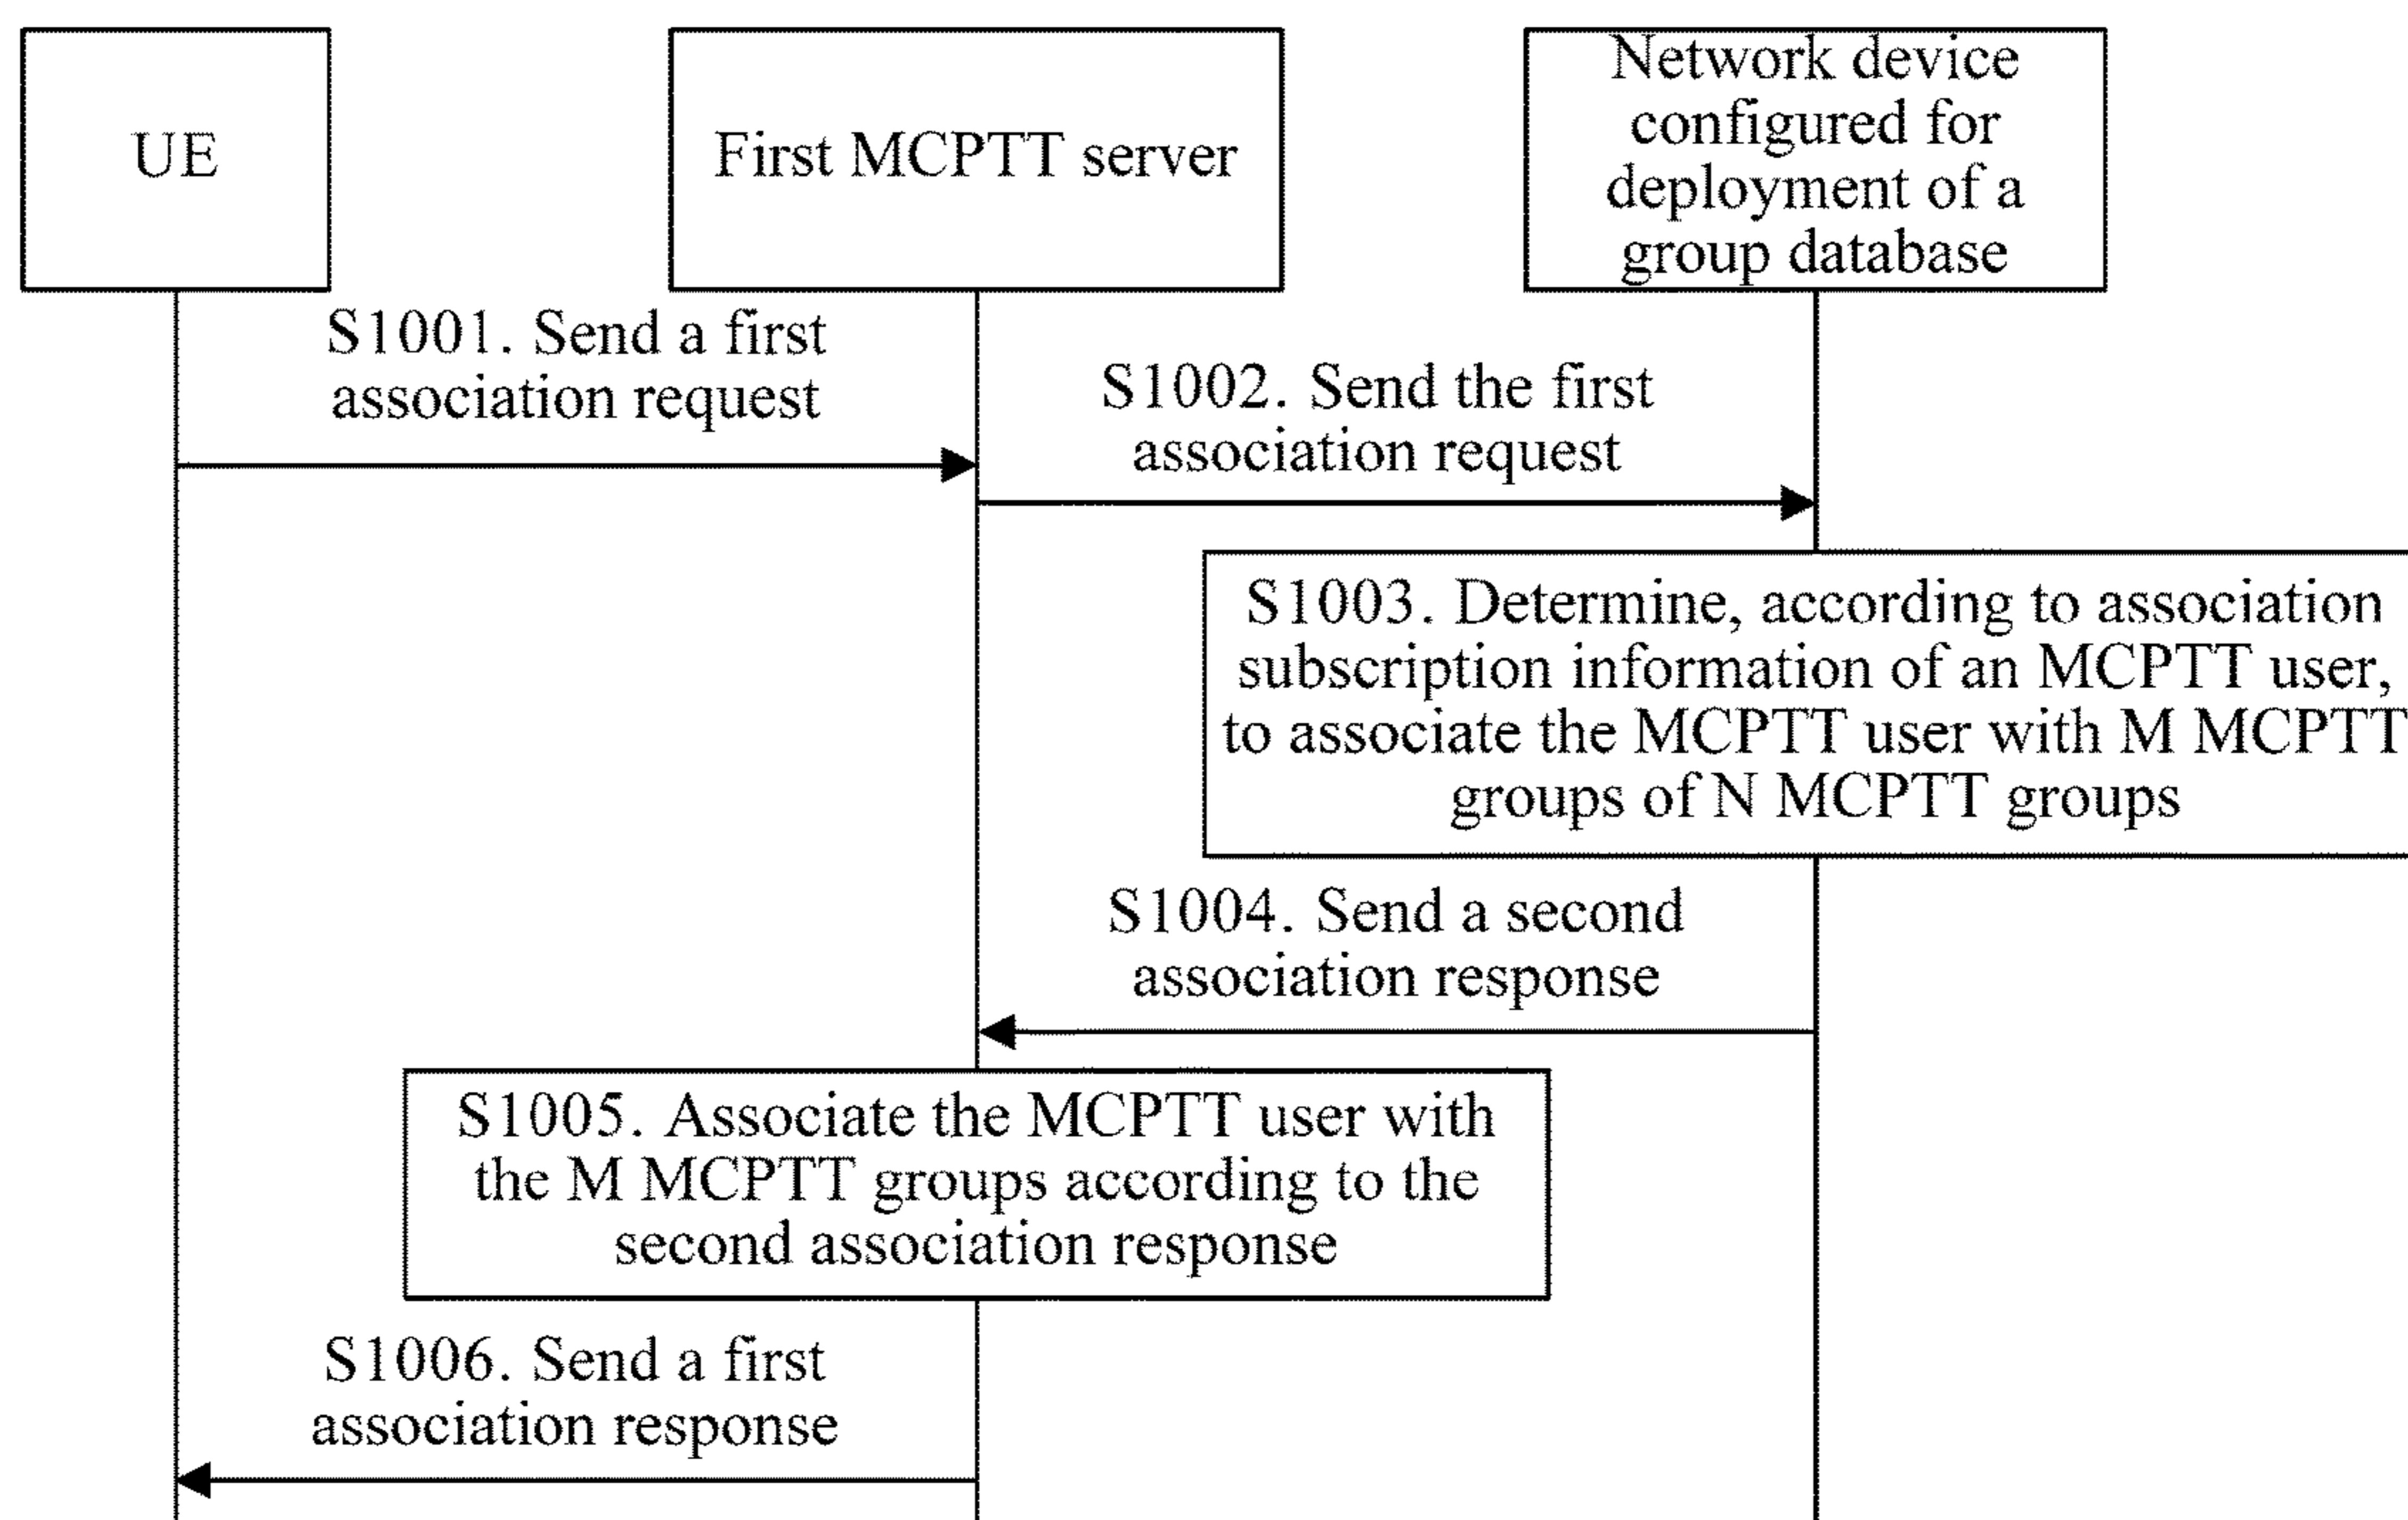 UE
First MCPTT server
Network device
configured for
deployment of a
group database
S1001. Send a first
association request
S1002. Send the first
association request
S1003. Determine, according to association
subscription information of an MCPTT user,
to associate the MCPTT user with M MCPTT
groups of N MCPTT groups
S1004. Send a second
association response
S1005. Associate the MCPTT user with
the M MCPTT groups according to the
second association response
S1006. Send a first
association response